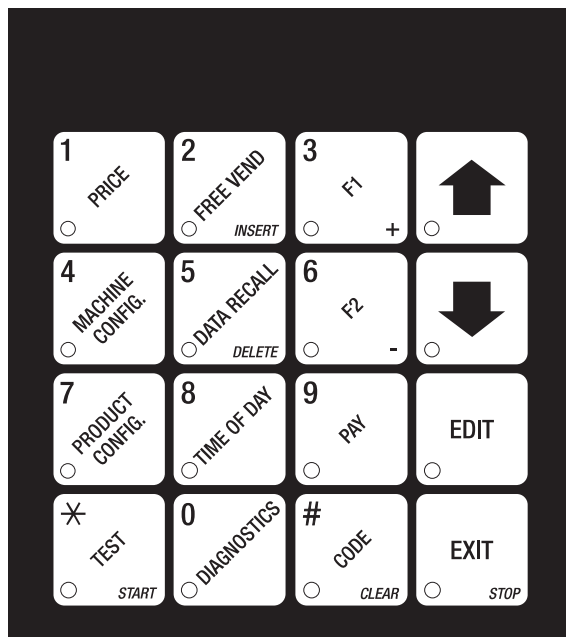 1
PRICE
2
FREE VEND
INSERT
3
F1
+
4
MACHINE
CONFIG.
5
DATA RECALL
DELETE
6
F2
-
7
PRODUCT
CONFIG.
8
TIME OF DAY
9
PAY
EDIT
*
TEST
START
0
DIAGNOSTICS
#
CODE
CLEAR
EXIT
STOP